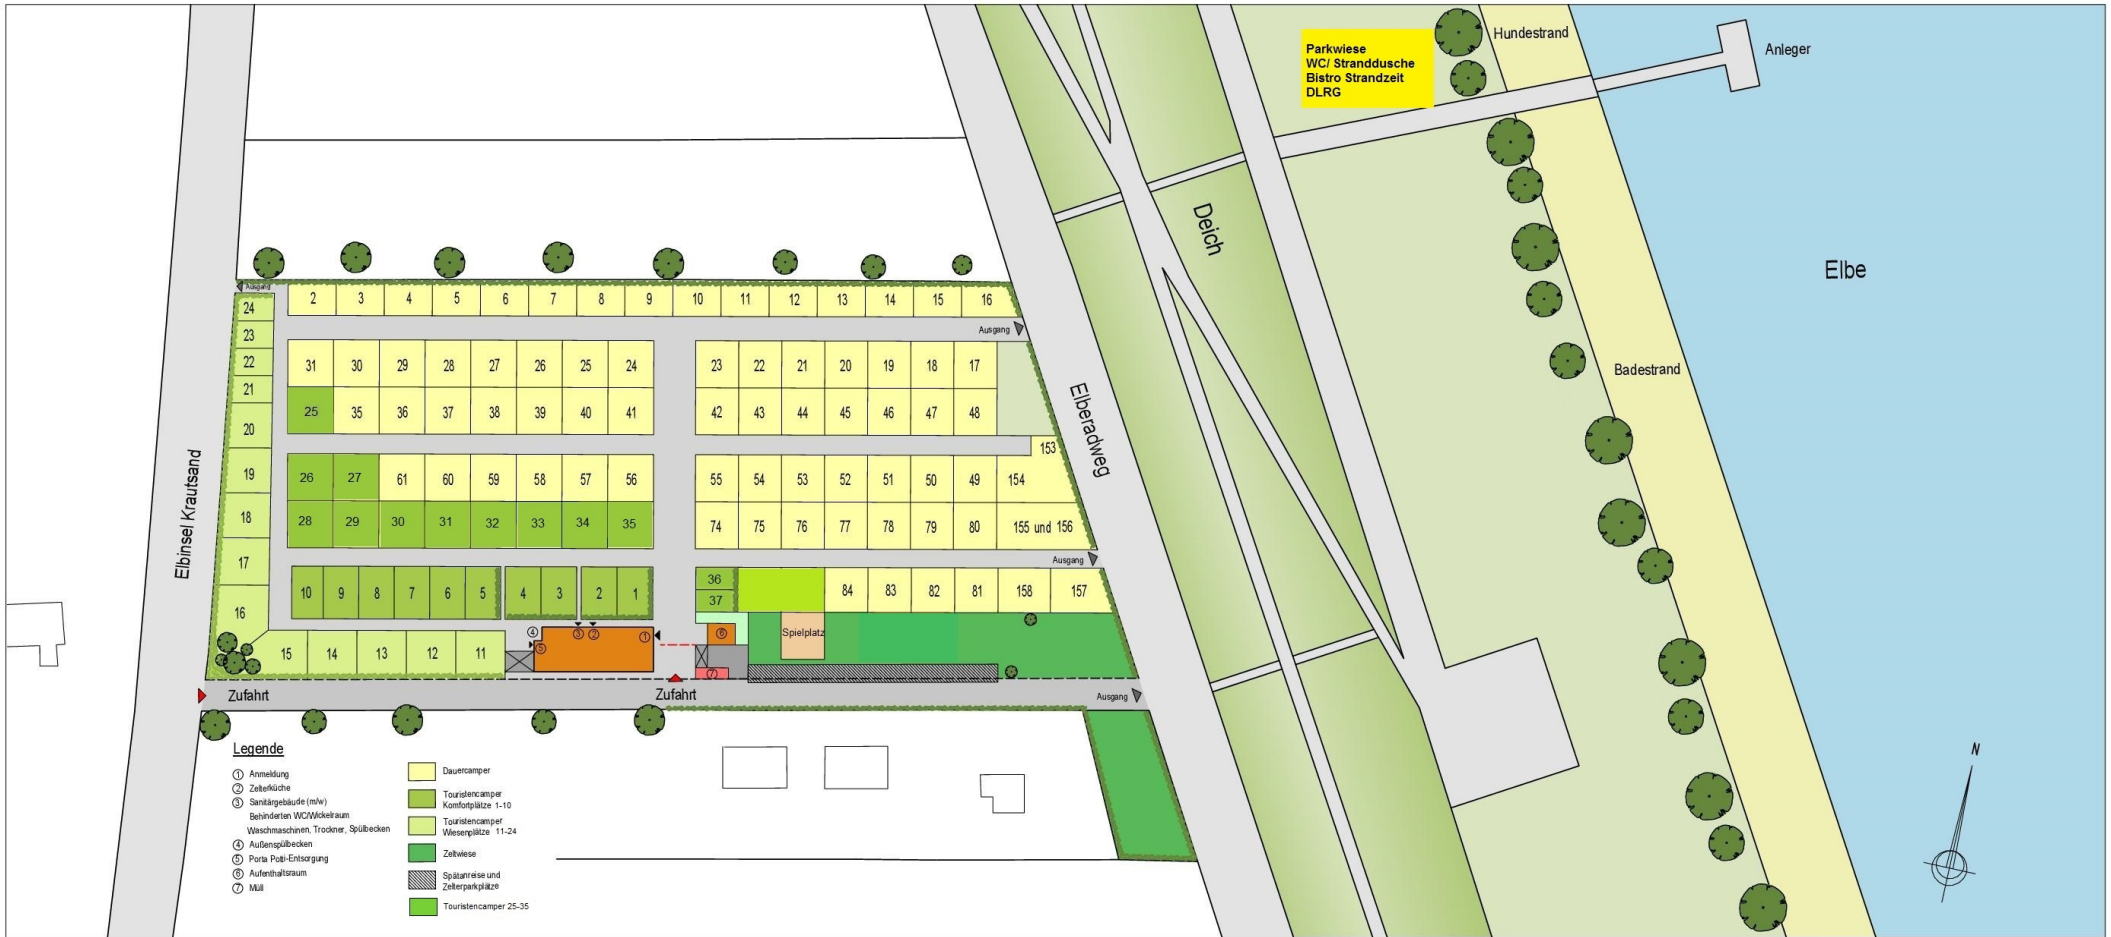 Hundestrand
Parkwiese
WC/ Stranddusche
Bistro Strandzeit
DLRG
Anleger
Deich
Elbe
Badestrand
Elberadweg
Elbinsel Krautsand
Ausgang
2 3 4 5 6 7 8 9 10 11 12 13 14 15 16
Ausgang
24
23
22
21
20
19
18
17
16
31 30 29 28 27 26 25 24 23 22 21 20 19 18 17
25 35 36 37 38 39 40 41 42 43 44 45 46 47 48
153
26 27 61 60 59 58 57 56 55 54 53 52 51 50 49 154
28 29 30 31 32 33 34 35 74 75 76 77 78 79 80 155 und 156
Ausgang
10 9 8 7 6 5 4 3 2 1 36 84 83 82 81 158 157
37
15 14 13 12 11
4 3 2 1 6 Spielplatz
5
7
Zufahrt Zufahrt Ausgang
N
Legende
1 Anmeldung
2 Zelterküche
3 Sanitärgebäude (m/w)
Behinderten WC/Wickelraum
Waschmaschinen, Trockner, Spülbecken
4 Außenspülbecken
5 Porta Potti-Entsorgung
6 Aufenthaltsraum
7 Müll
Dauercamper
Touristencamper
Komfortplätze 1-10
Touristencamper
Wiesenplätze 11-24
Zeltwiese
Spätanreise und
Zelterparkplätze
Touristencamper 25-35